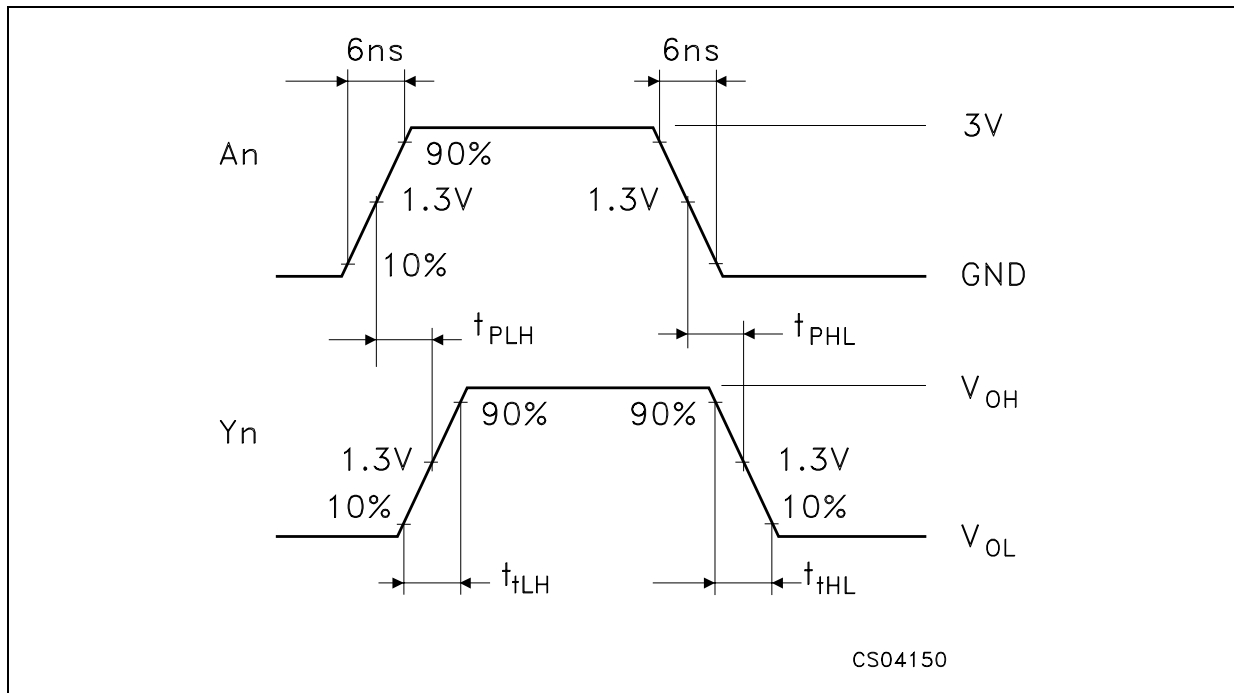 6ns 6ns
3V
An
90%
1.3V 1.3V
10%
GND
tPLH tPHL
VOH
90% 90%
Yn
1.3V 1.3V
10% 10%
VOL
ttLH ttHL
CS04150